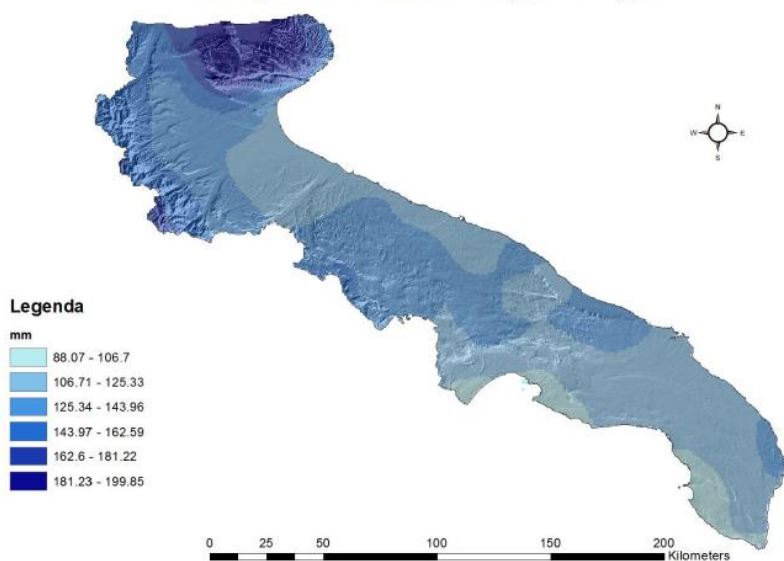 N
W E
S
Legenda
mm
88.07 - 106.7
106.71 - 125.33
125.34 - 143.96
143.97 - 162.59
162.6 - 181.22
181.23 - 199.85
0 25 50 100 150 200
Kilometers